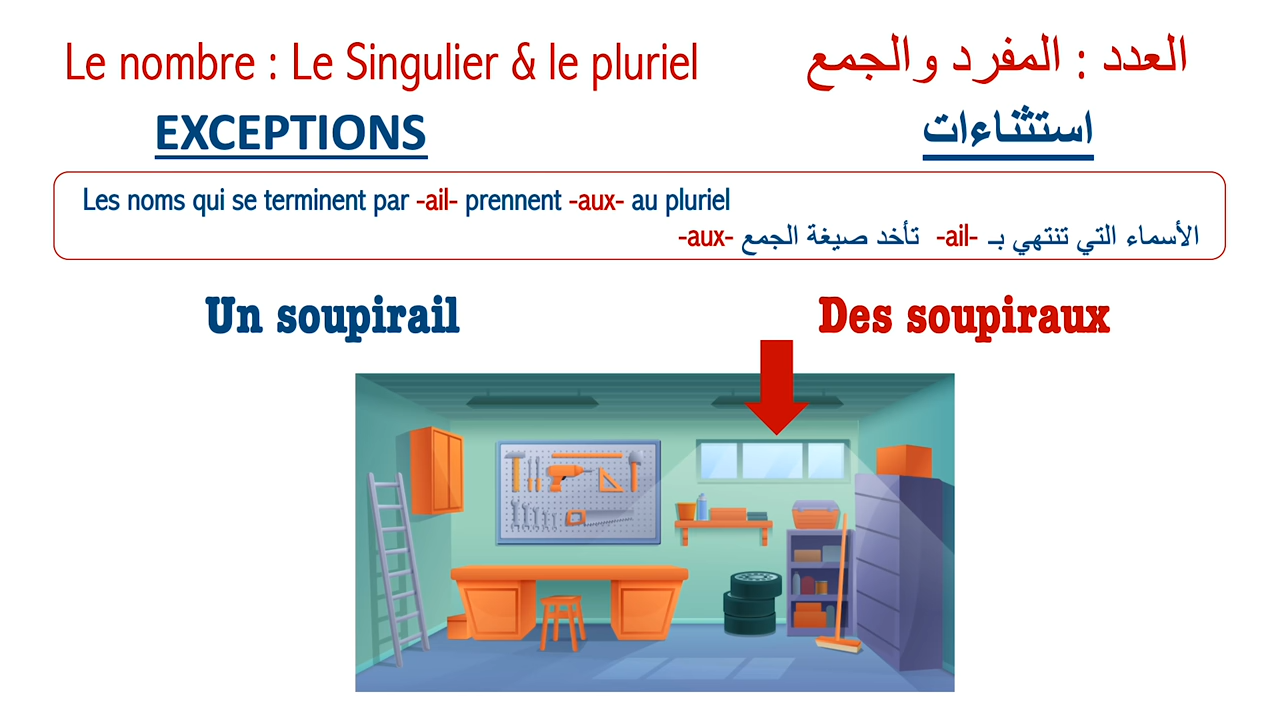 Le nombre : Le Singulier & le pluriel
العدد : المفرد والجمع
EXCEPTIONS
استثناءات
Les noms qui se terminent par -ail- prennent -aux- au pluriel
الأسماء التي تنتهي بـ -ail- تأخد صيغة الجمع -aux-
Un soupirail
Des soupiraux